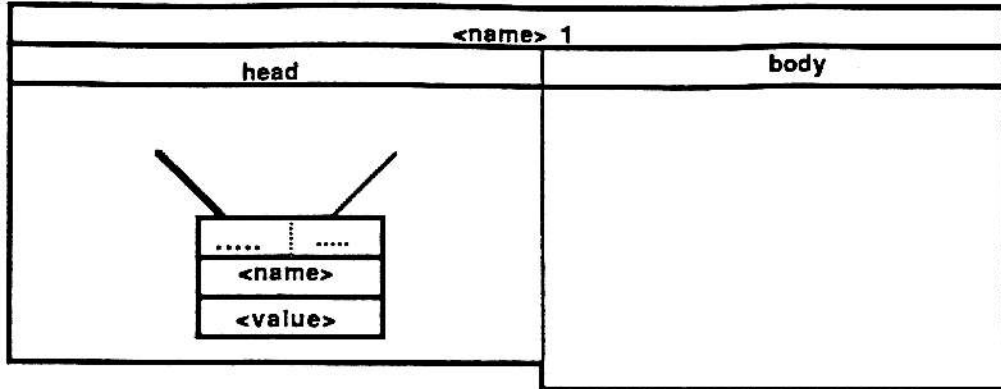 <name> 1
head
body
..... .....
<name>
<value>